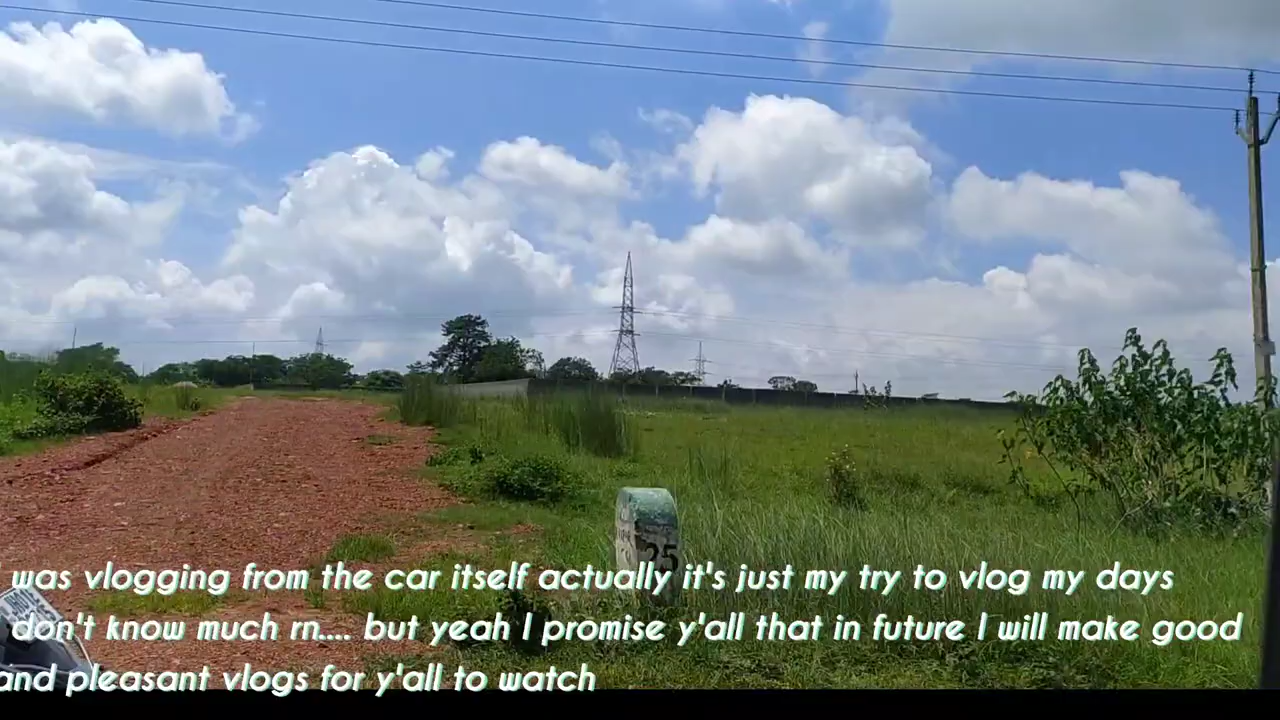 25
was vlogging from the car itself actually it's just my try to vlog my days
don't know much rn.... but yeah I promise y'all that in future I will make good
and pleasant vlogs for y'all to watch